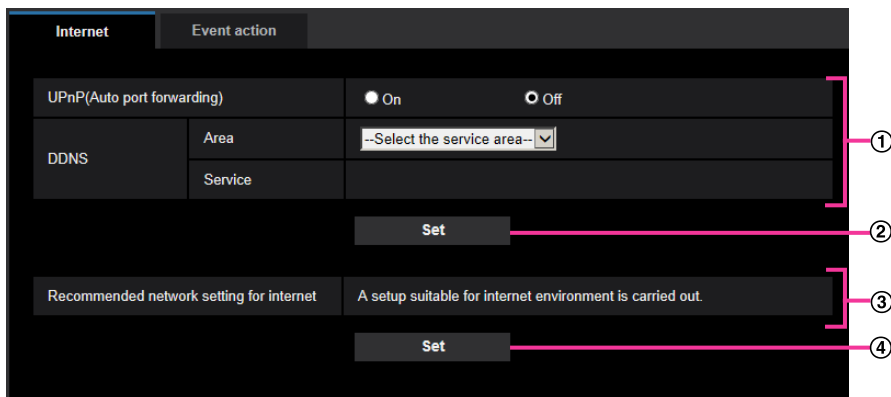 Internet Event action
UPnP(Auto port forwarding) On Off
DDNS Area --Select the service area--
Service
①
Set ②
Recommended network setting for internet A setup suitable for internet environment is carried out. ③
Set ④